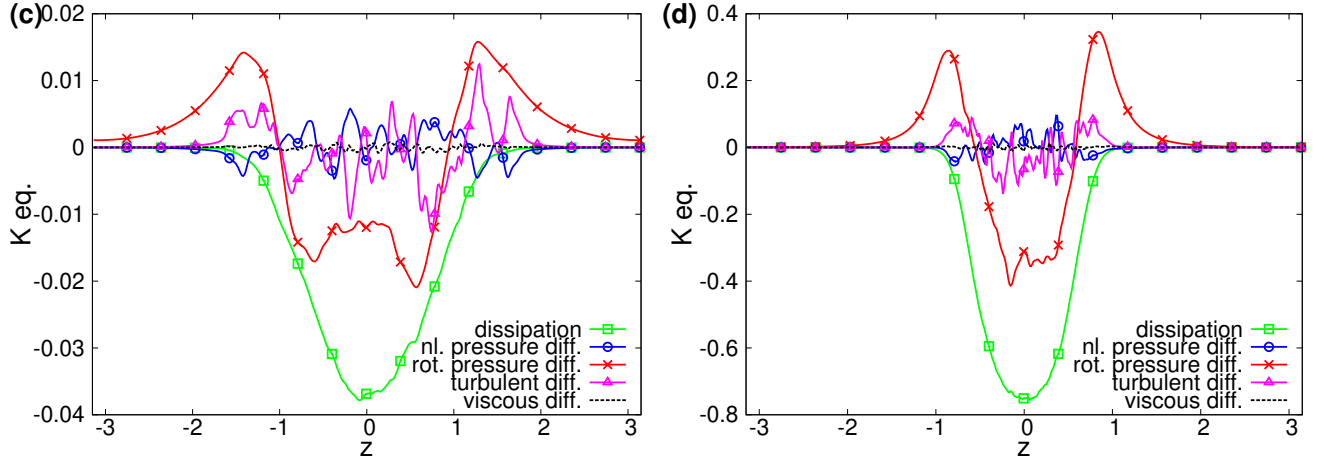 (c)
K eq.
0.02
0.01
0
-0.01
-0.02
-0.03
-0.04
-3 -2 -1 0 1 2 3
z
dissipation
nl. pressure diff.
rot. pressure diff.
turbulent diff.
viscous diff.
(d)
K eq.
0.4
0.2
0
-0.2
-0.4
-0.6
-0.8
-3 -2 -1 0 1 2 3
z
dissipation
nl. pressure diff.
rot. pressure diff.
turbulent diff.
viscous diff.